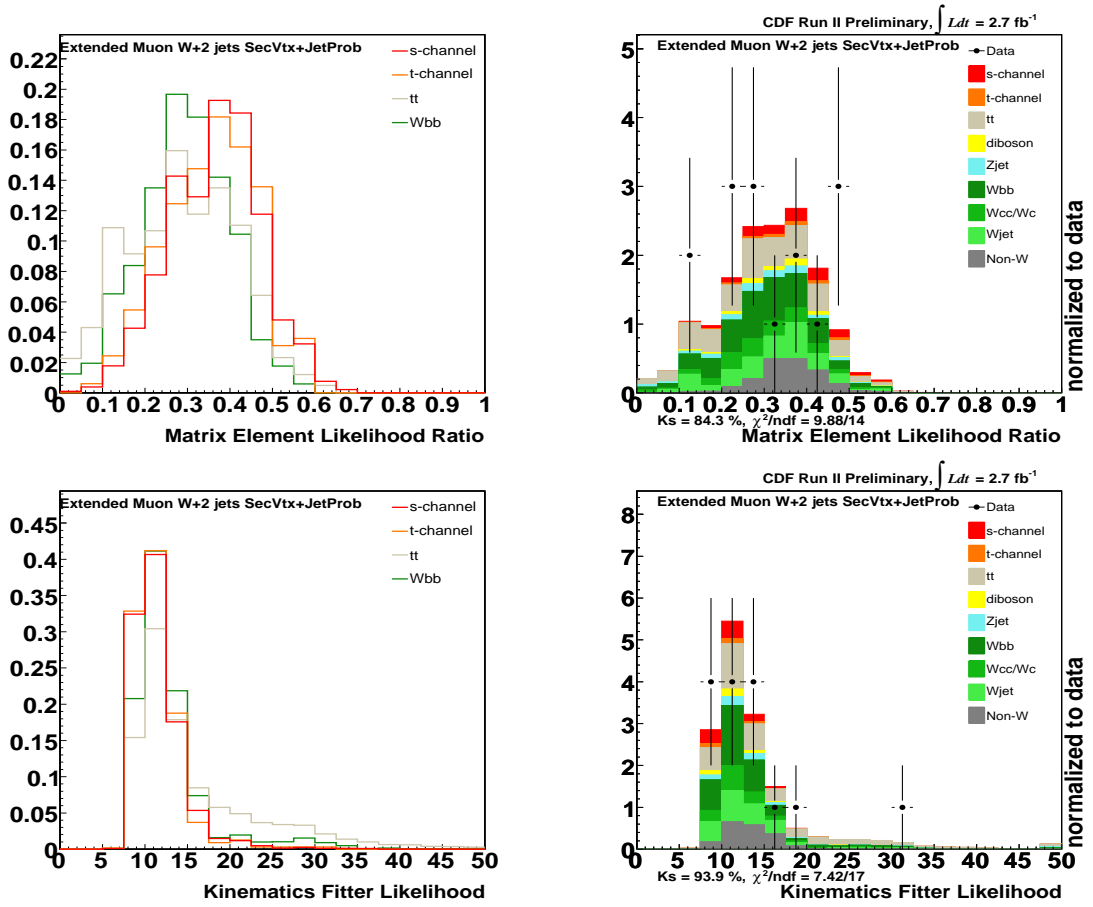 Extended Muon W+2 jets SecVtx+JetProb
s-channel
t-channel
tt
Wbb
0.22
0.2
0.18
0.16
0.14
0.12
0.1
0.08
0.06
0.04
0.02
0
0 0.1 0.2 0.3 0.4 0.5 0.6 0.7 0.8 0.9 1
Matrix Element Likelihood Ratio
CDF Run II Preliminary, ∫ Ldt = 2.7 fb⁻¹
Extended Muon W+2 jets SecVtx+JetProb
Data
s-channel
t-channel
tt
diboson
Zjet
Wbb
Wcc/Wc
Wjet
Non-W
normalized to data
5
4
3
2
1
0
0 0.1 0.2 0.3 0.4 0.5 0.6 0.7 0.8 0.9 1
Ks = 84.3 %, χ²/ndf = 9.88/14
Matrix Element Likelihood Ratio
Extended Muon W+2 jets SecVtx+JetProb
s-channel
t-channel
tt
Wbb
0.45
0.4
0.35
0.3
0.25
0.2
0.15
0.1
0.05
0
0 5 10 15 20 25 30 35 40 45 50
Kinematics Fitter Likelihood
CDF Run II Preliminary, ∫ Ldt = 2.7 fb⁻¹
Extended Muon W+2 jets SecVtx+JetProb
Data
s-channel
t-channel
tt
diboson
Zjet
Wbb
Wcc/Wc
Wjet
Non-W
normalized to data
8
7
6
5
4
3
2
1
0
0 5 10 15 20 25 30 35 40 45 50
Ks = 93.9 %, χ²/ndf = 7.42/17
Kinematics Fitter Likelihood